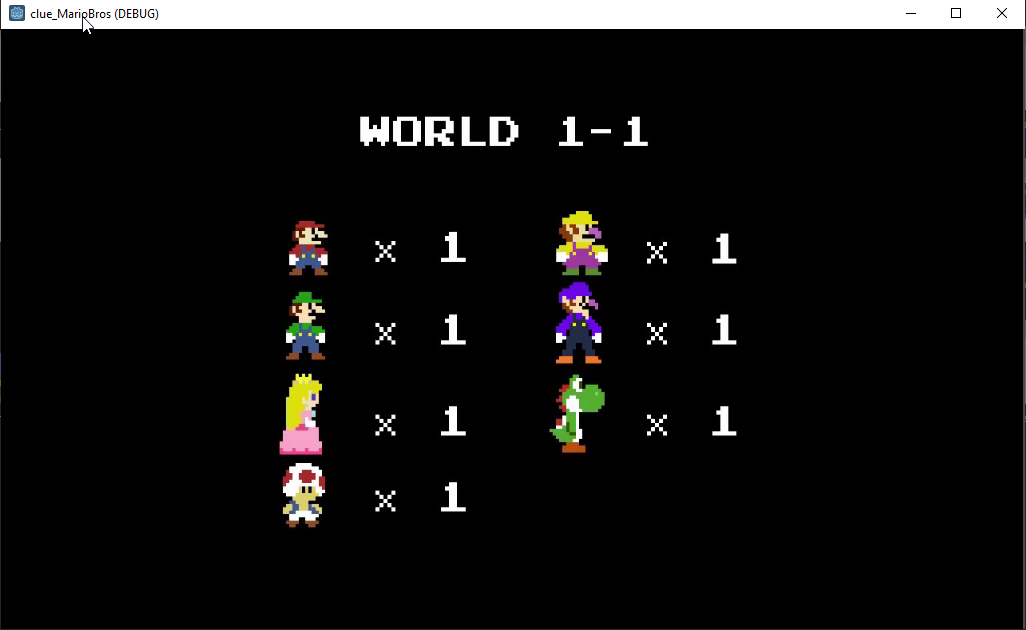 clue_MarioBros (DEBUG)
WORLD 1-1
x 1 x 1
x 1 x 1
x 1 x 1
x 1